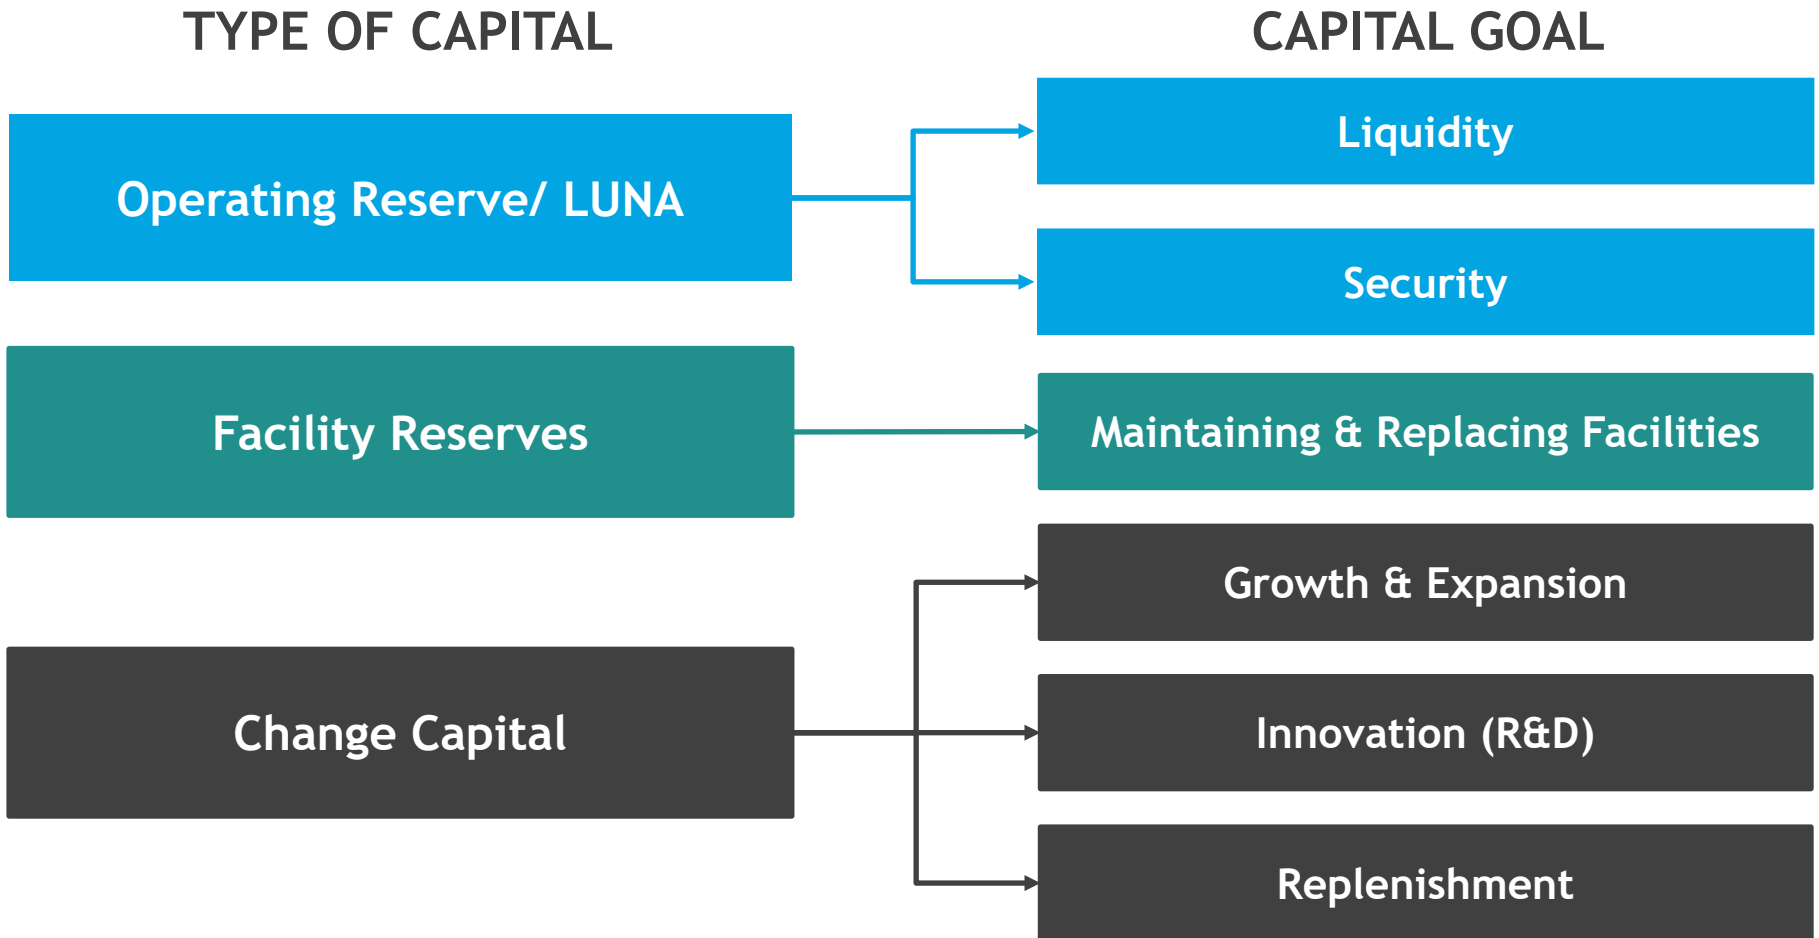 TYPE OF CAPITAL
CAPITAL GOAL
Operating Reserve/ LUNA
Liquidity
Security
Facility Reserves
Maintaining & Replacing Facilities
Change Capital
Growth & Expansion
Innovation (R&D)
Replenishment